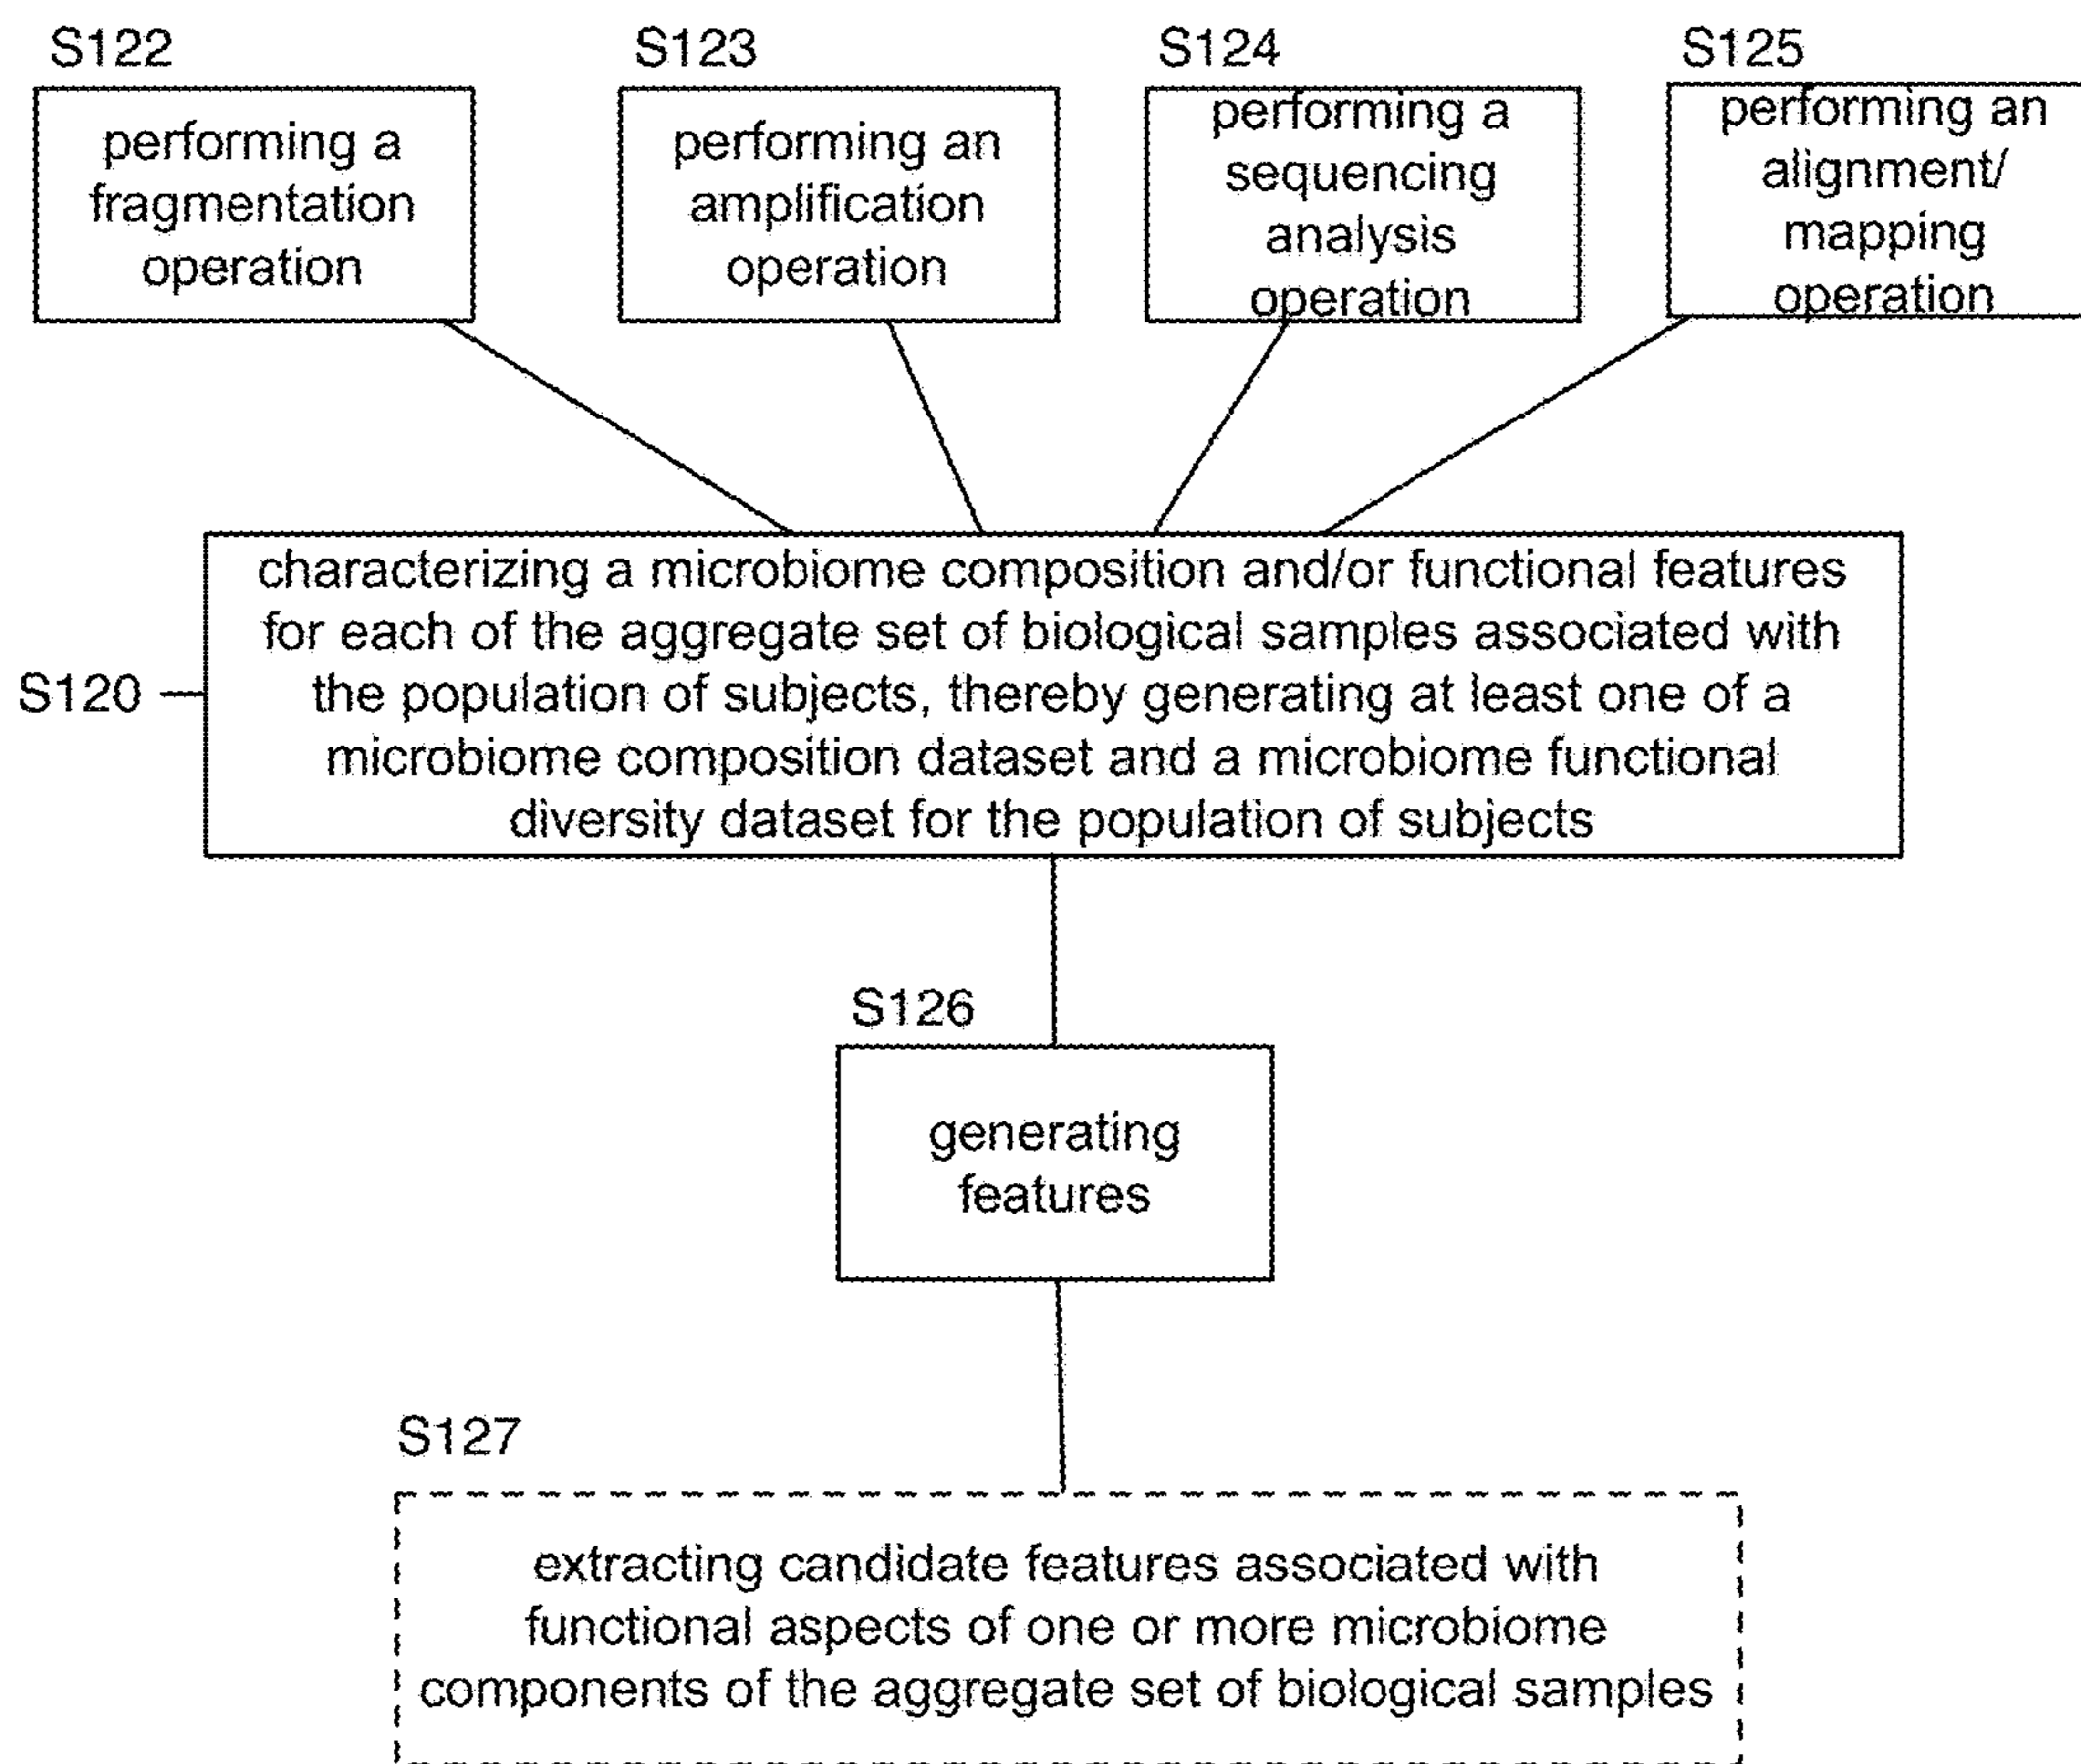 S122
performing a
fragmentation
operation
S123
performing an
amplification
operation
S124
performing a
sequencing
analysis
operation
S125
performing an
alignment/
mapping
operation
S120
characterizing a microbiome composition and/or functional features
for each of the aggregate set of biological samples associated with
the population of subjects, thereby generating at least one of a
microbiome composition dataset and a microbiome functional
diversity dataset for the population of subjects
S126
generating
features
S127
extracting candidate features associated with
functional aspects of one or more microbiome
components of the aggregate set of biological samples